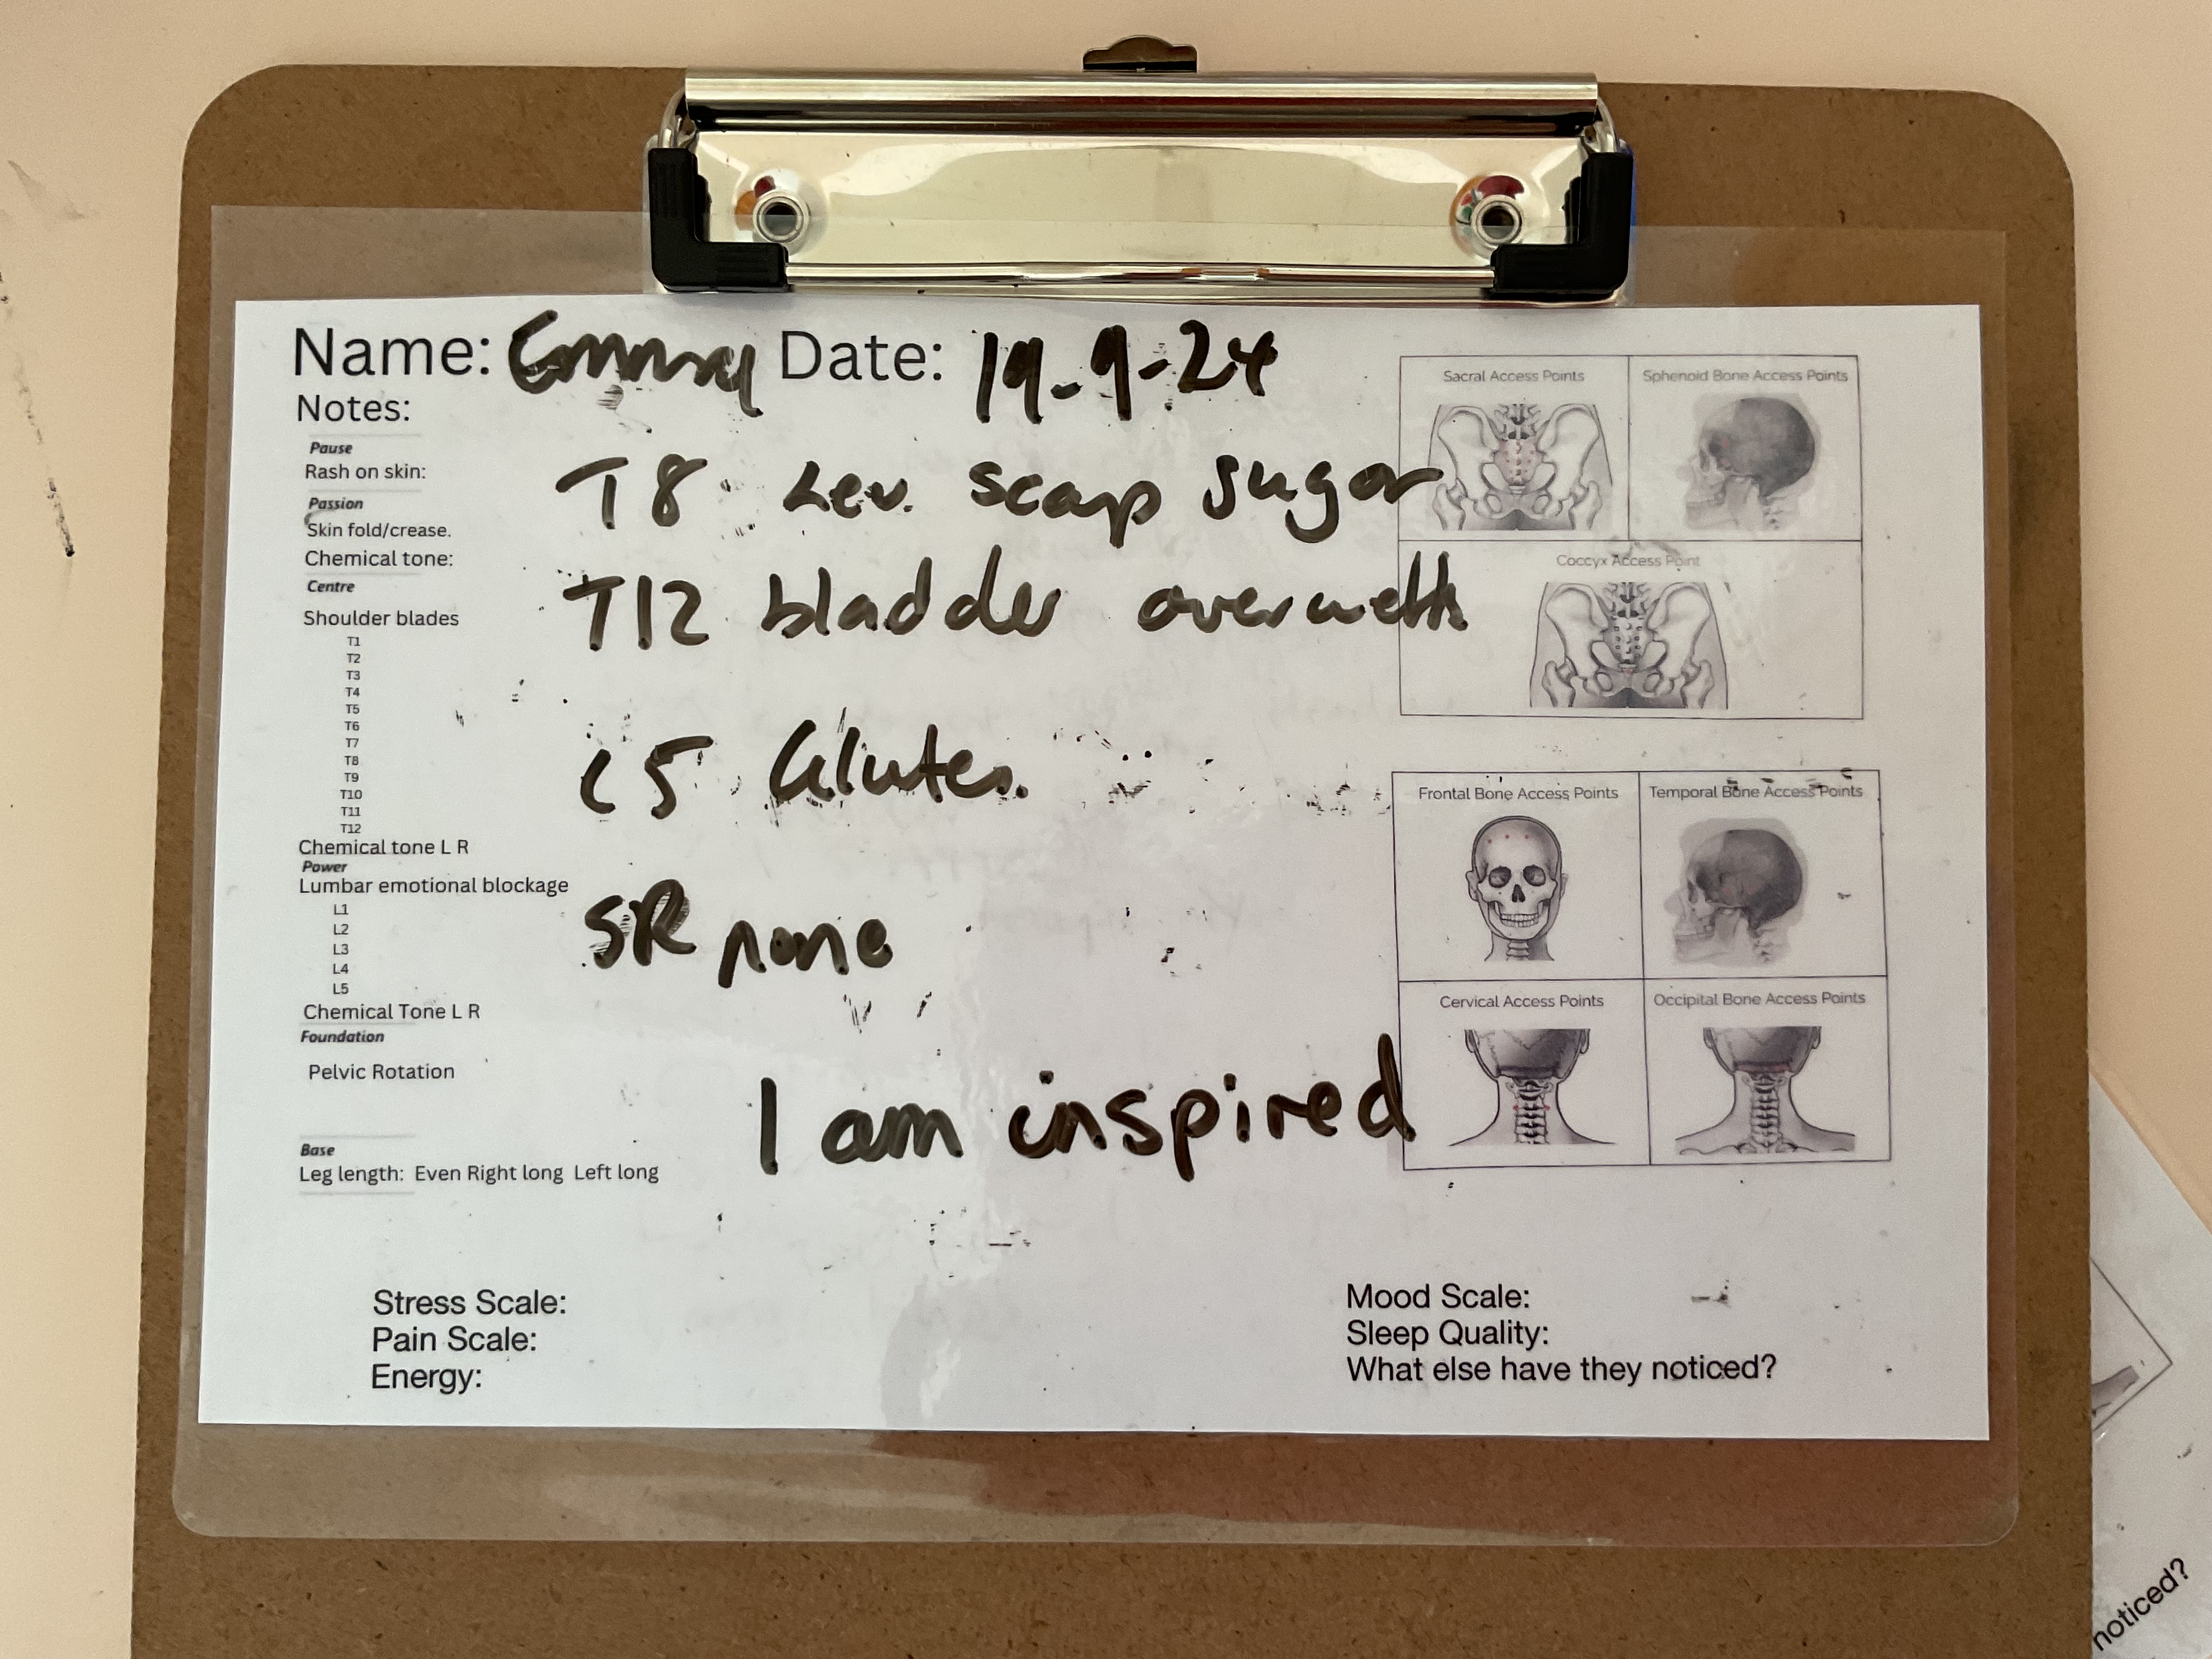 Name: Emma Date: 19-9-24
Notes:
Pause
Rash on skin:
Passion
Skin fold/crease.
Chemical tone:
Centre
Shoulder blades
T1
T2
T3
T4
T5
T6
T7
T8
T9
T10
T11
T12
Chemical tone L R
Power
Lumbar emotional blockage
L1
L2
L3
L4
L5
Chemical Tone L R
Foundation
Pelvic Rotation
Base
Leg length: Even Right long Left long
T8 Lev. scap sugar
T12 bladder
5 Glutes.
SR none
I am inspired
Sacral Access Points
Sphenoid Bone Access Points
Coccyx Access Point
Frontal Bone Access Points
Temporal Bone Access Points
Cervical Access Points
Occipital Bone Access Points
Stress Scale:
Pain Scale:
Energy:
Mood Scale:
Sleep Quality:
What else have they noticed?
noticed?